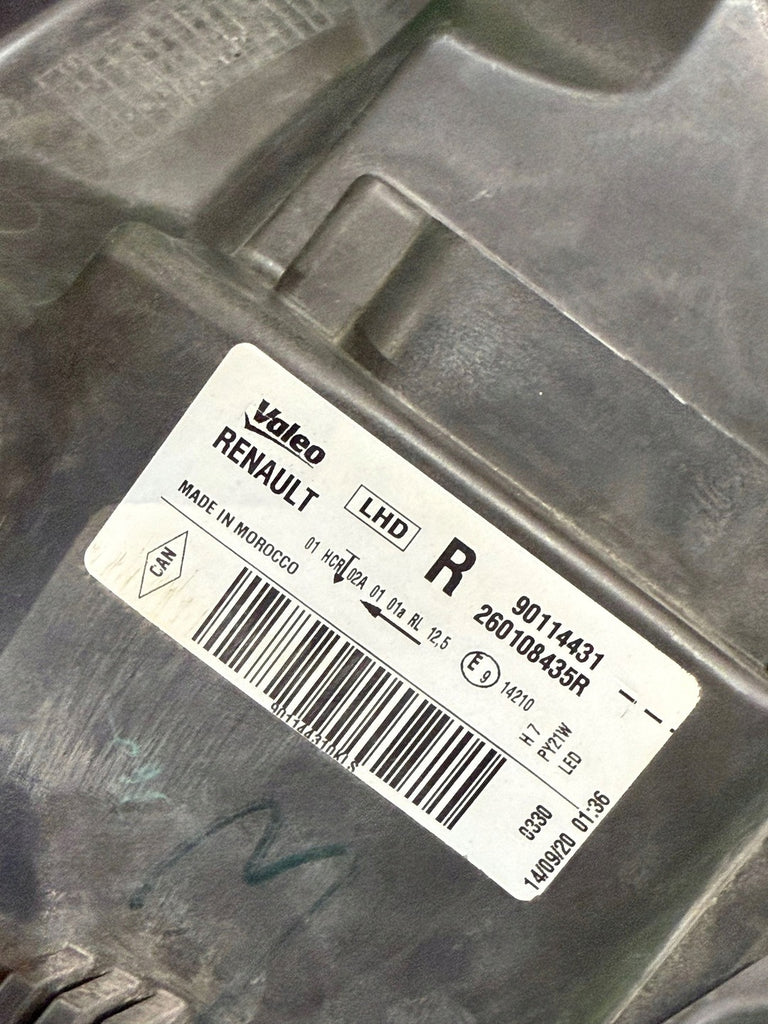 Valeo
RENAULT
LHD
R
90114431
260108435R
MADE IN MOROCCO
CAN
01 HCR 02A 01 01a RL 12,5
E 9 14210
H7
PY21W
LED
0330
14/09/20 01:36